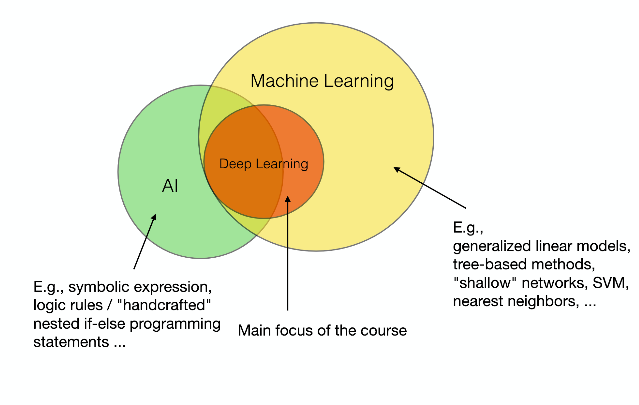 Machine Learning
Deep Learning
AI
E.g., symbolic expression,
logic rules / "handcrafted"
nested if-else programming
statements ...
Main focus of the course
E.g.,
generalized linear models,
tree-based methods,
"shallow" networks, SVM,
nearest neighbors, ...